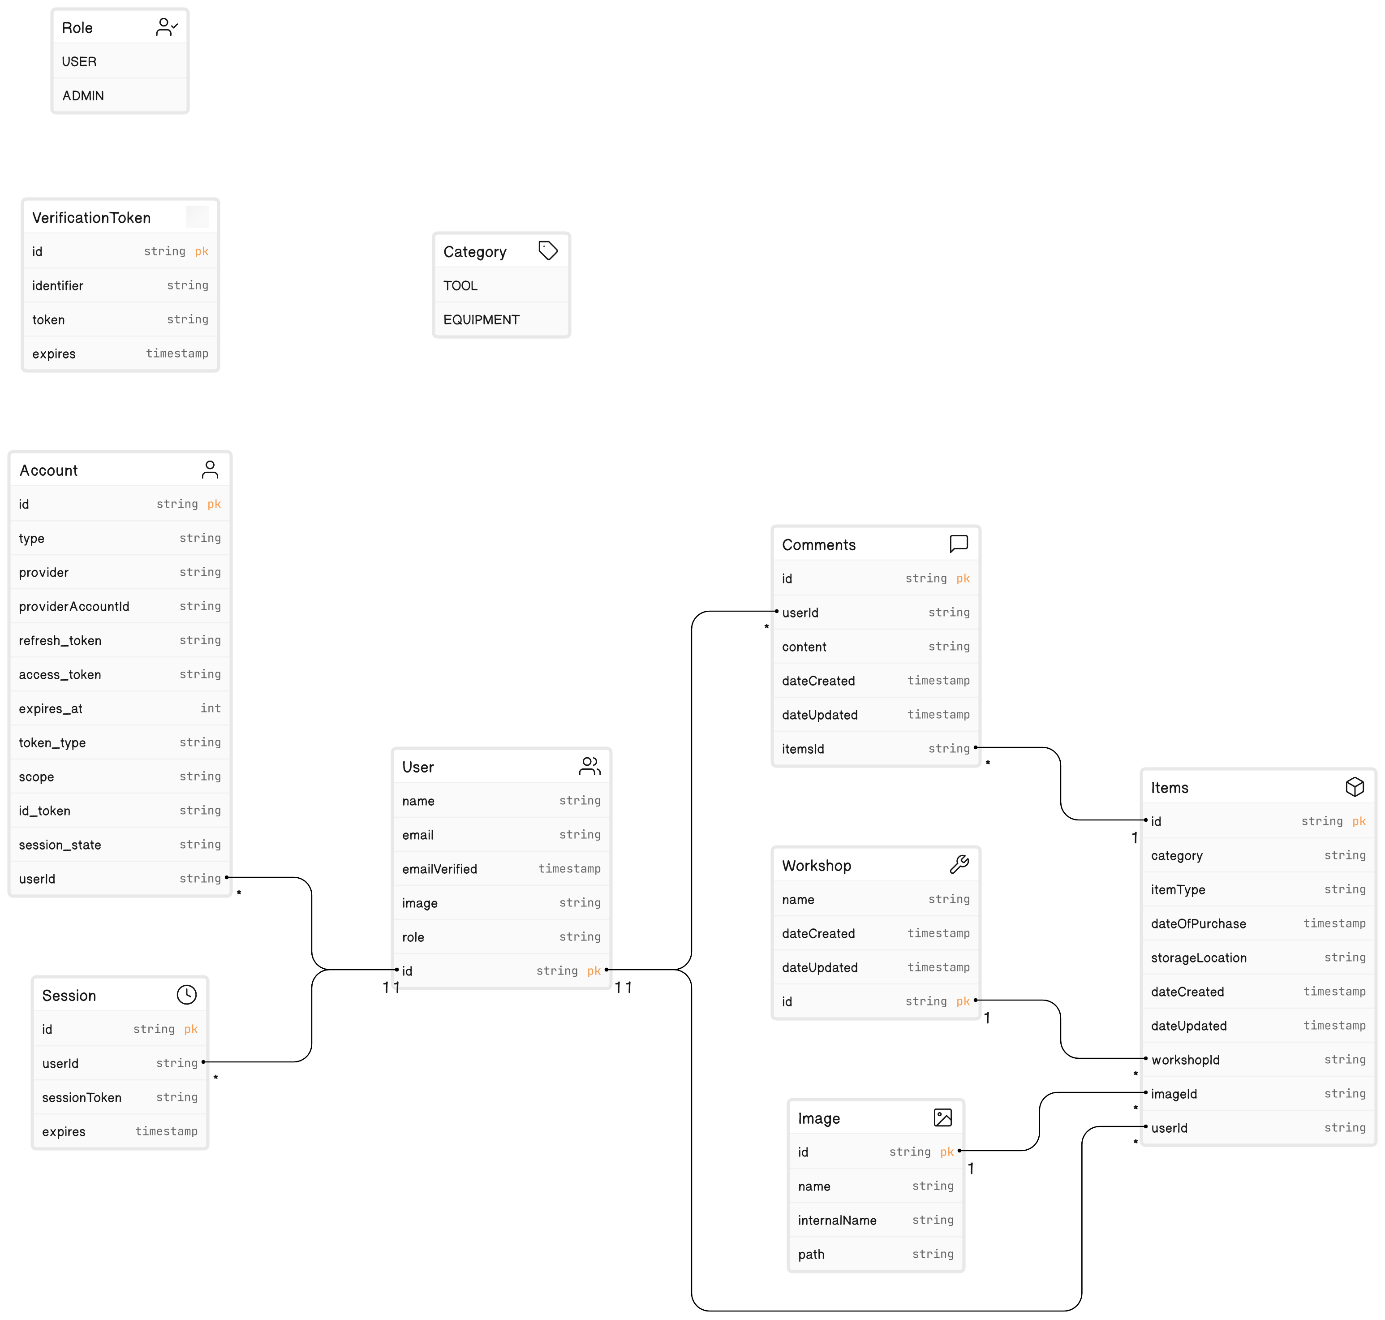 Role
USER
ADMIN
VerificationToken
id string pk
identifier string
token string
expires timestamp
Category
TOOL
EQUIPMENT
Account
id string pk
type string
provider string
providerAccountId string
refresh_token string
access_token string
expires_at int
token_type string
scope string
id_token string
session_state string
userId string
*
Session
id string pk
userId string
*
sessionToken string
expires timestamp
User
name string
email string
emailVerified timestamp
image string
role string
id string pk
11 11
Comments
id string pk
userId string
*
content string
dateCreated timestamp
dateUpdated timestamp
itemsId string
*
Workshop
name string
dateCreated timestamp
dateUpdated timestamp
id string pk
1
Image
id string pk
1
name string
internalName string
path string
Items
id string pk
1
category string
itemType string
dateOfPurchase timestamp
storageLocation string
dateCreated timestamp
dateUpdated timestamp
workshopId string
*
imageId string
*
userId string
*